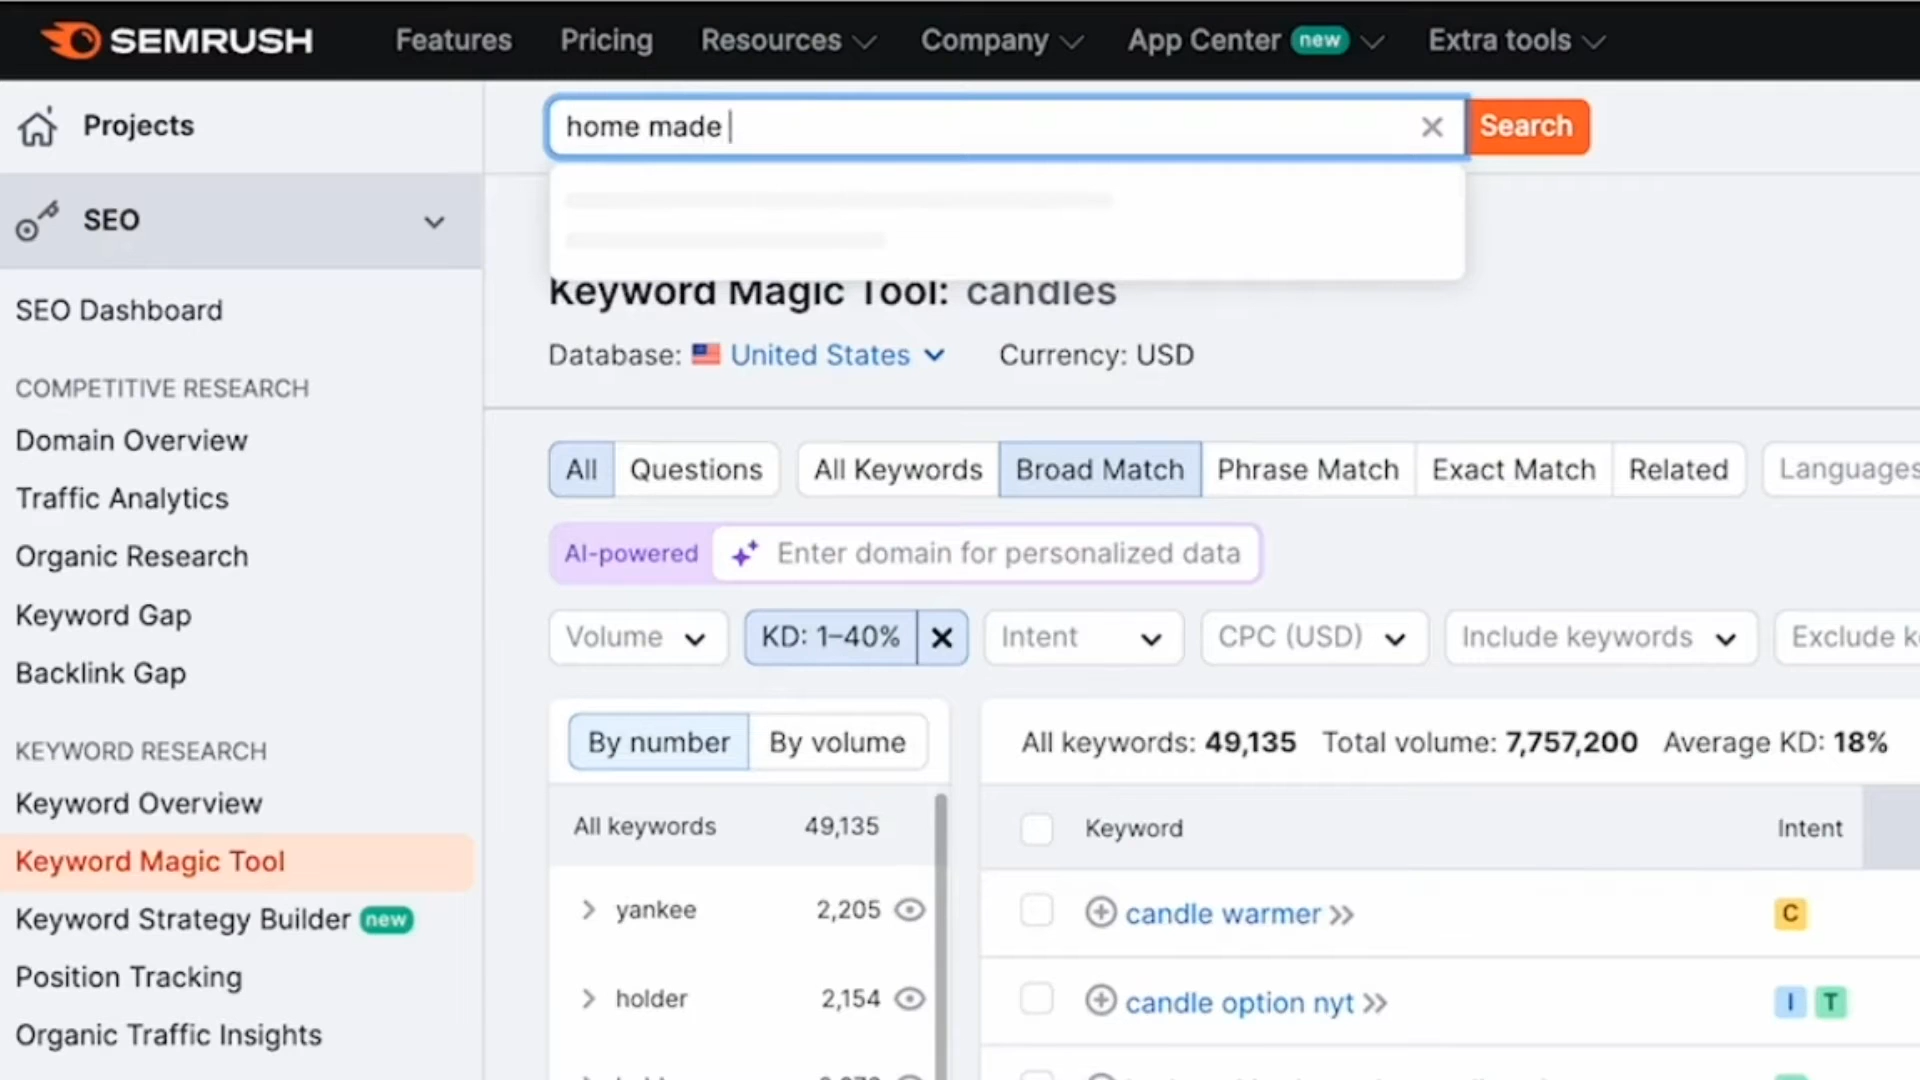 SEMRUSH Features Pricing Resources Company App Center new Extra tools
Projects
home made
Search
SEO
Keyword Magic Tool: candles
SEO Dashboard
Database: United States Currency: USD
COMPETITIVE RESEARCH
Domain Overview
All Questions All Keywords Broad Match Phrase Match Exact Match Related Languages
Traffic Analytics
Organic Research
AI-powered Enter domain for personalized data
Keyword Gap
Volume KD: 1–40% Intent CPC (USD) Include keywords Exclude k
Backlink Gap
KEYWORD RESEARCH
By number By volume All keywords: 49,135 Total volume: 7,757,200 Average KD: 18%
Keyword Overview
All keywords 49,135 Keyword Intent
Keyword Magic Tool
Keyword Strategy Builder new
yankee 2,205 candle warmer C
Position Tracking
holder 2,154 candle option nyt I T
Organic Traffic Insights